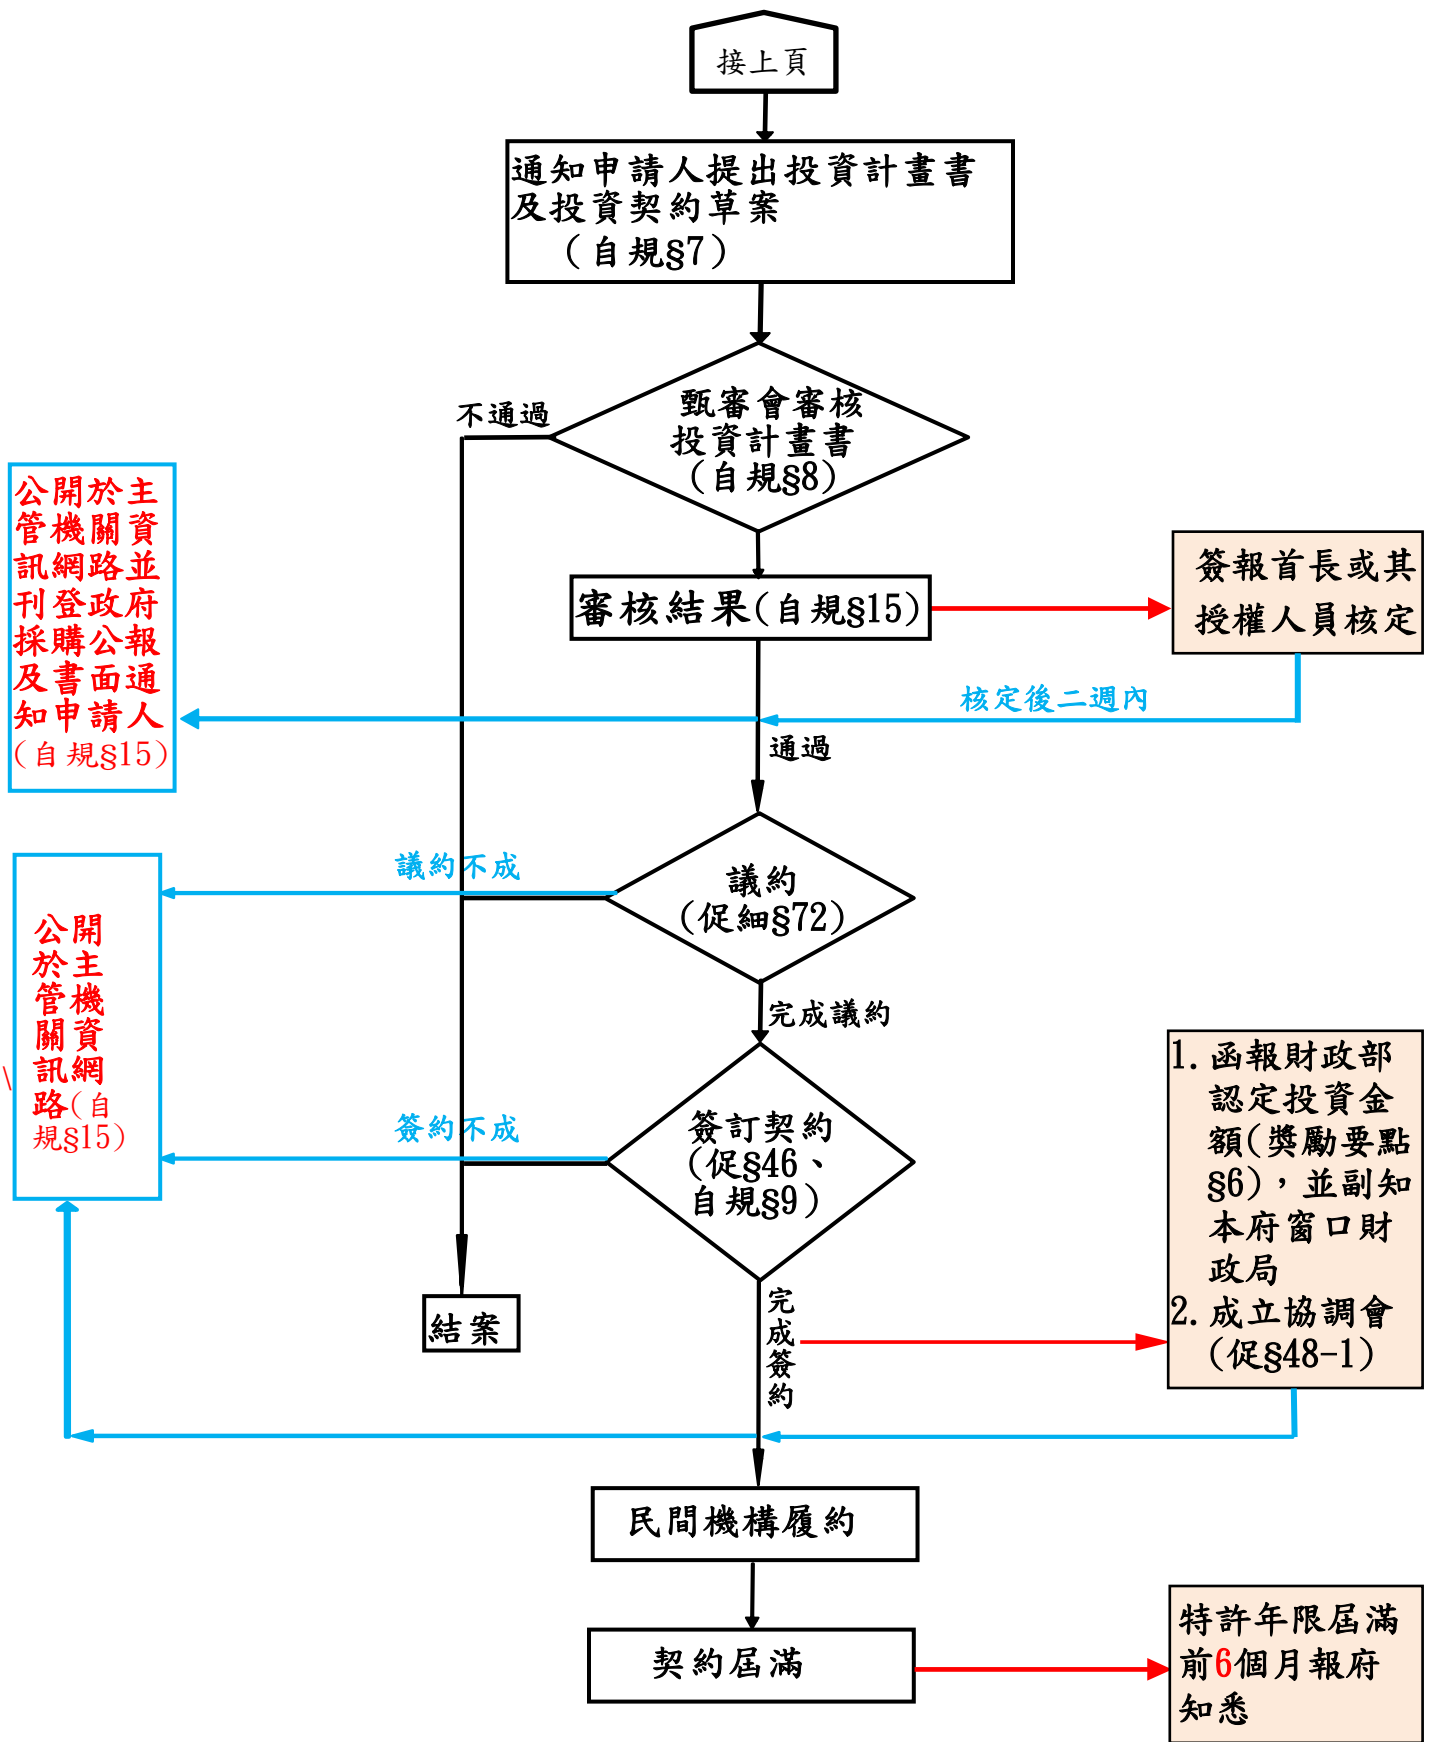 接上頁
通知申請人提出投資計畫書
及投資契約草案
（自規§7）
不通過
甄審會審核
投資計畫書
（自規§8）
公開於主
管機關資
訊網路並
刊登政府
採購公報
及書面通
知申請人
（自規§15）
審核結果（自規§15）
簽報首長或其
授權人員核定
核定後二週內
通過
議約不成
議約
（促細§72）
公開
於主
管機
關資
訊網
路（自
規§15）
\
完成議約
簽約不成
簽訂契約
（促§46、
自規§9）
1. 函報財政部
認定投資金
額（獎勵要點
§6），並副知
本府窗口財
政局
2. 成立協調會
（促§48-1）
結案
完
成
簽
約
民間機構履約
契約屆滿
特許年限屆滿
前6個月報府
知悉